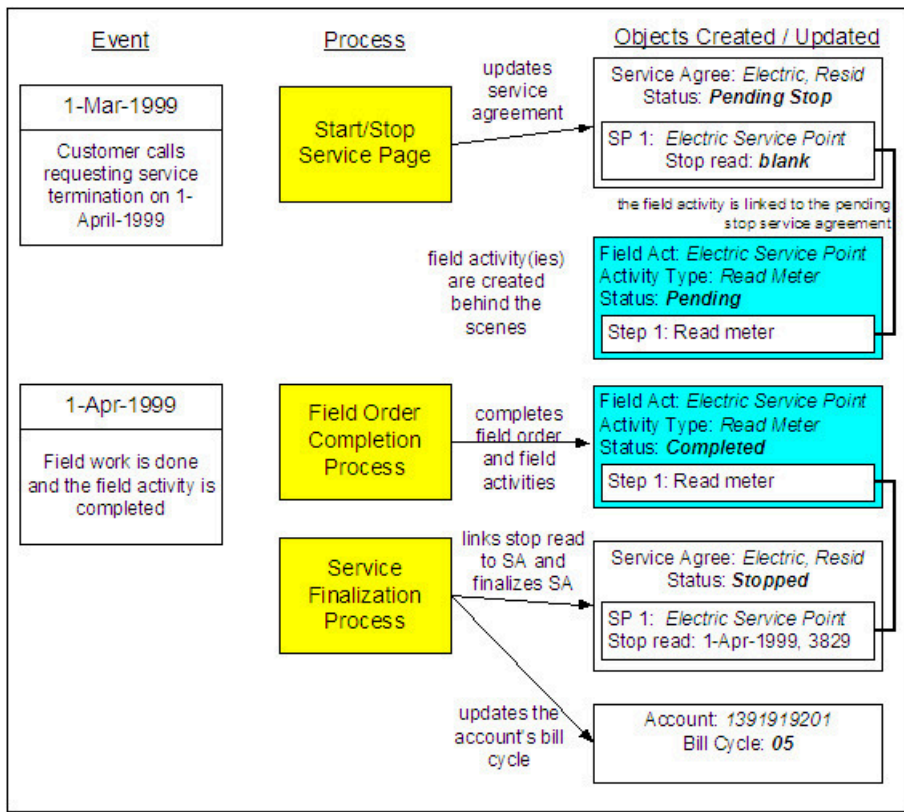 Event
Process
Objects Created / Updated
1-Mar-1999
Customer calls
requesting service
termination on 1-
April-1999
Start/Stop
Service Page
updates
service
agreement
Service Agree: Electric, Resid
Status: Pending Stop
SP 1: Electric Service Point
Stop read: blank
the field activity is linked to the pending
stop service agreement
field activity(ies)
are created
behind the
scenes
Field Act: Electric Service Point
Activity Type: Read Meter
Status: Pending
Step 1: Read meter
1-Apr-1999
Field work is done
and the field activity is
completed
Field Order
Completion
Process
completes
field order
and field
activities
Field Act: Electric Service Point
Activity Type: Read Meter
Status: Completed
Step 1: Read meter
Service
Finalization
Process
links stop read
to SA and
finalizes SA
Service Agree: Electric, Resid
Status: Stopped
SP 1: Electric Service Point
Stop read: 1-Apr-1999, 3829
updates the
account's bill
cycle
Account: 1391919201
Bill Cycle: 05